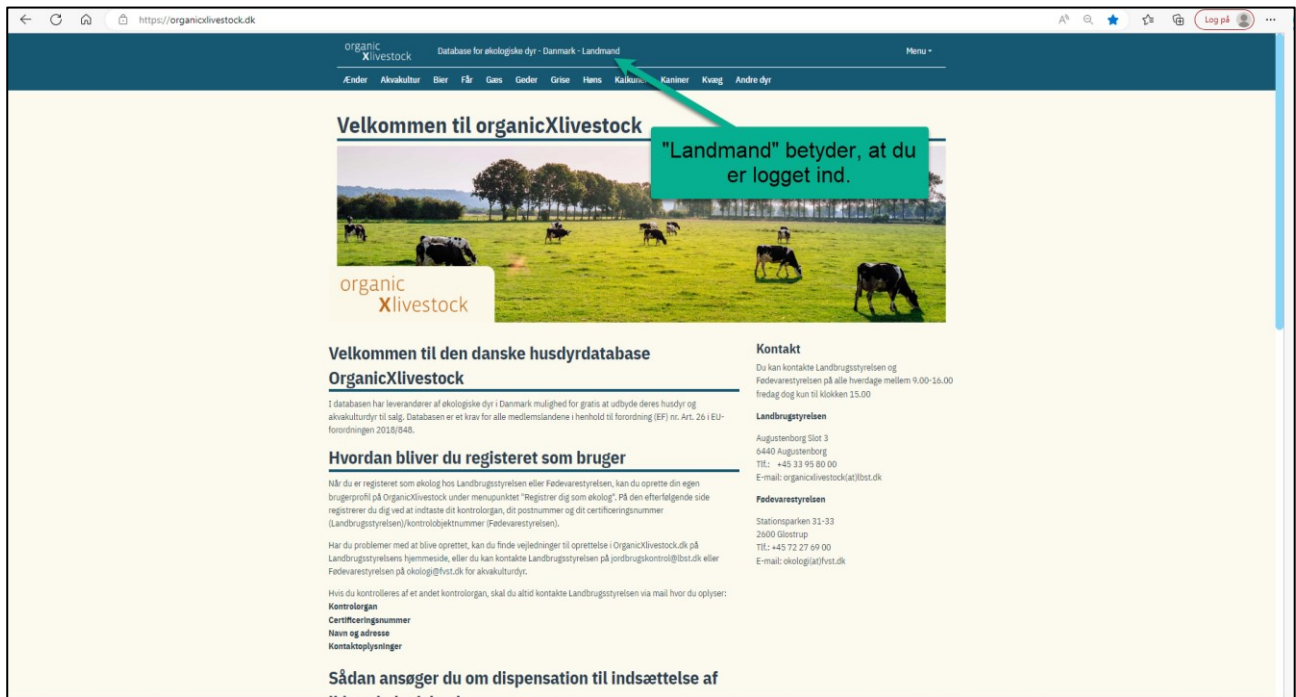 https://organicxlivestock.dk
Log på
organic
Xlivestock
Database for økologiske dyr - Danmark - Landmand
Menu
Ænder Akvakultur Bier Får Gæs Geder Grise Høns Kaniner Kvæg Andre dyr
Velkommen til organicXlivestock
"Landmand" betyder, at du
er logget ind.
organic
Xlivestock
Velkommen til den danske husdyrdatabase
OrganicXlivestock
I databasen har leverandører af økologiske dyr i Danmark mulighed for gratis at udbyde deres husdyr og
akvakulturdyr til salg. Databasen er et krav for alle medlemslandene i henhold til forordning (EF) nr. Art. 26 i EU-
forordningen 2018/848.
Hvordan bliver du registeret som bruger
Når du er registeret som økolog hos Landbrugsstyrelsen eller Fødevarestyrelsen, kan du oprette din egen
brugerprofil på OrganicXlivestock under menupunktet "Registrer dig som økolog". På den efterfølgende side
registrerer du dig ved at indtaste dit kontrolorgan, dit postnummer og dit certificeringsnummer
(Landbrugsstyrelsen)/kontrolobjektnummer (Fødevarestyrelsen).
Har du problemer med at blive oprettet, kan du finde vejledninger til oprettelse i OrganicXlivestock.dk på
Landbrugsstyrelsens hjemmeside, eller du kan kontakte Landbrugsstyrelsen på jordbrugskontrol@lbst.dk eller
Fødevarestyrelsen på okologi@fvst.dk for akvakulturdyr.
Hvis du kontrolleres af et andet kontrolorgan, skal du altid kontakte Landbrugsstyrelsen via mail hvor du oplyser:
Kontrolorgan
Certificeringsnummer
Navn og adresse
Kontaktoplysninger
Sådan ansøger du om dispensation til indsættelse af
Kontakt
Du kan kontakte Landbrugsstyrelsen og
Fødevarestyrelsen på alle hverdage mellem 9.00-16.00
fredag dog kun til klokken 15.00
Landbrugstyrelsen
Augustenborg Slot 3
6440 Augustenborg
Tlf.: +45 33 95 80 00
E-mail: organicxlivestock(at)lbst.dk
Fødevarestyrelsen
Stationsparken 31-33
2600 Glostrup
Tlf.: +45 72 27 69 00
E-mail: okologi(at)fvst.dk